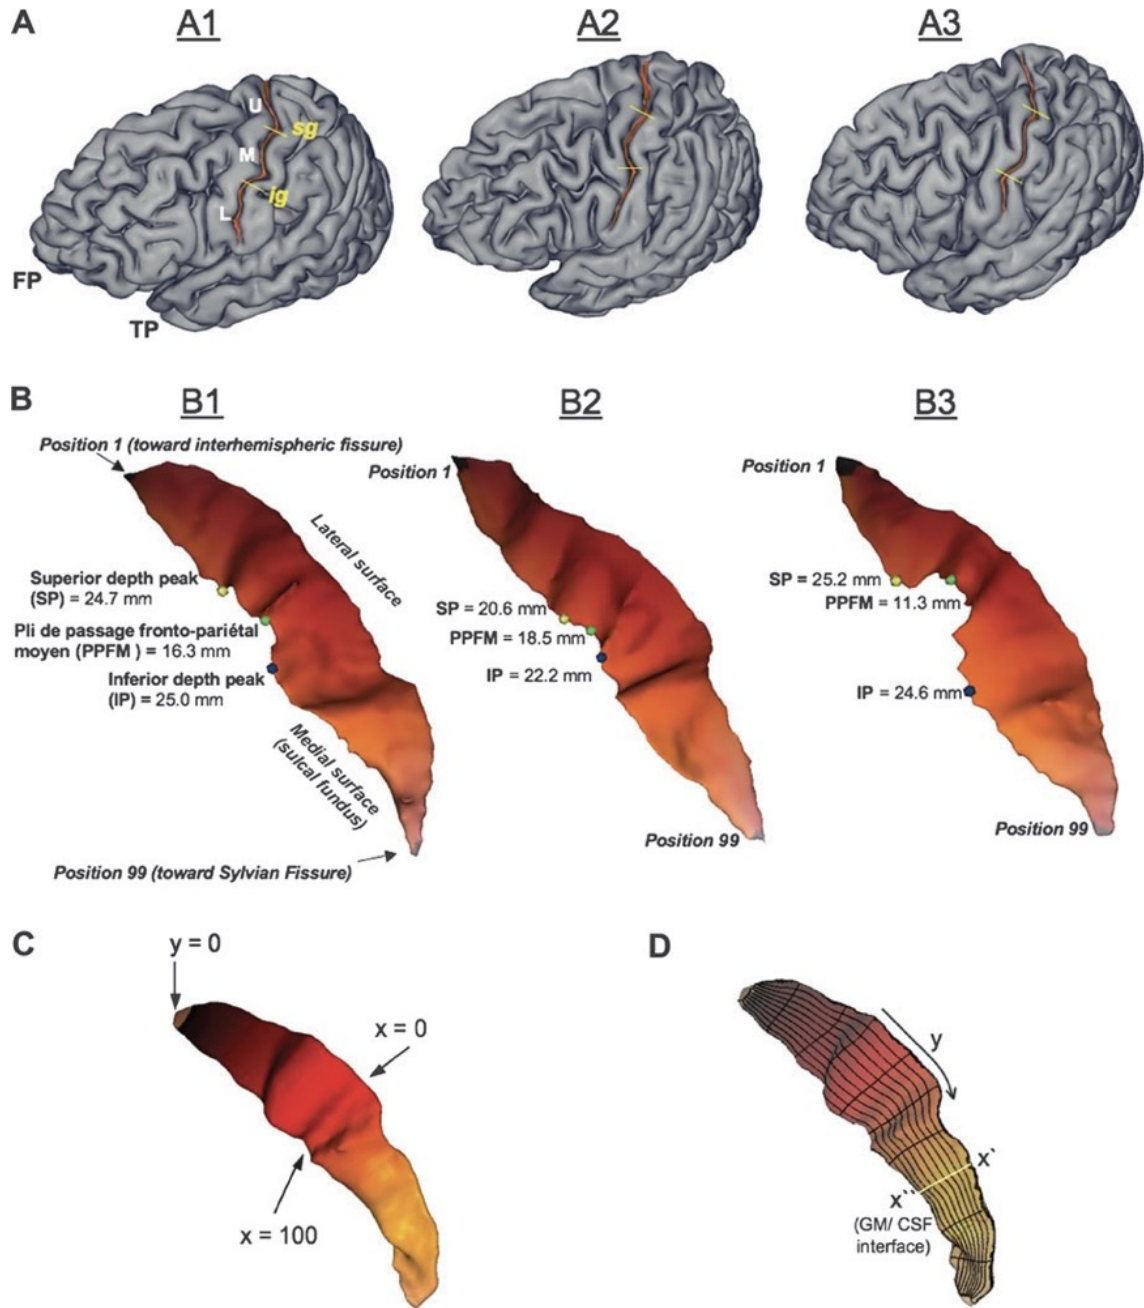 A
A1
A2
A3
U
sg
M
ig
L
FP
TP
B
B1
B2
B3
Position 1 (toward interhemispheric fissure)
Lateral surface
Superior depth peak
(SP) = 24.7 mm
Pli de passage fronto-pariétal
moyen (PPFM ) = 16.3 mm
Inferior depth peak
(IP) = 25.0 mm
Medial surface
(sulcal fundus)
Position 99 (toward Sylvian Fissure)
Position 1
SP = 20.6 mm
PPFM = 18.5 mm
IP = 22.2 mm
Position 99
Position 1
SP = 25.2 mm
PPFM = 11.3 mm
IP = 24.6 mm
Position 99
C
y = 0
x = 0
x = 100
D
y
x`
x``
(GM/ CSF
interface)